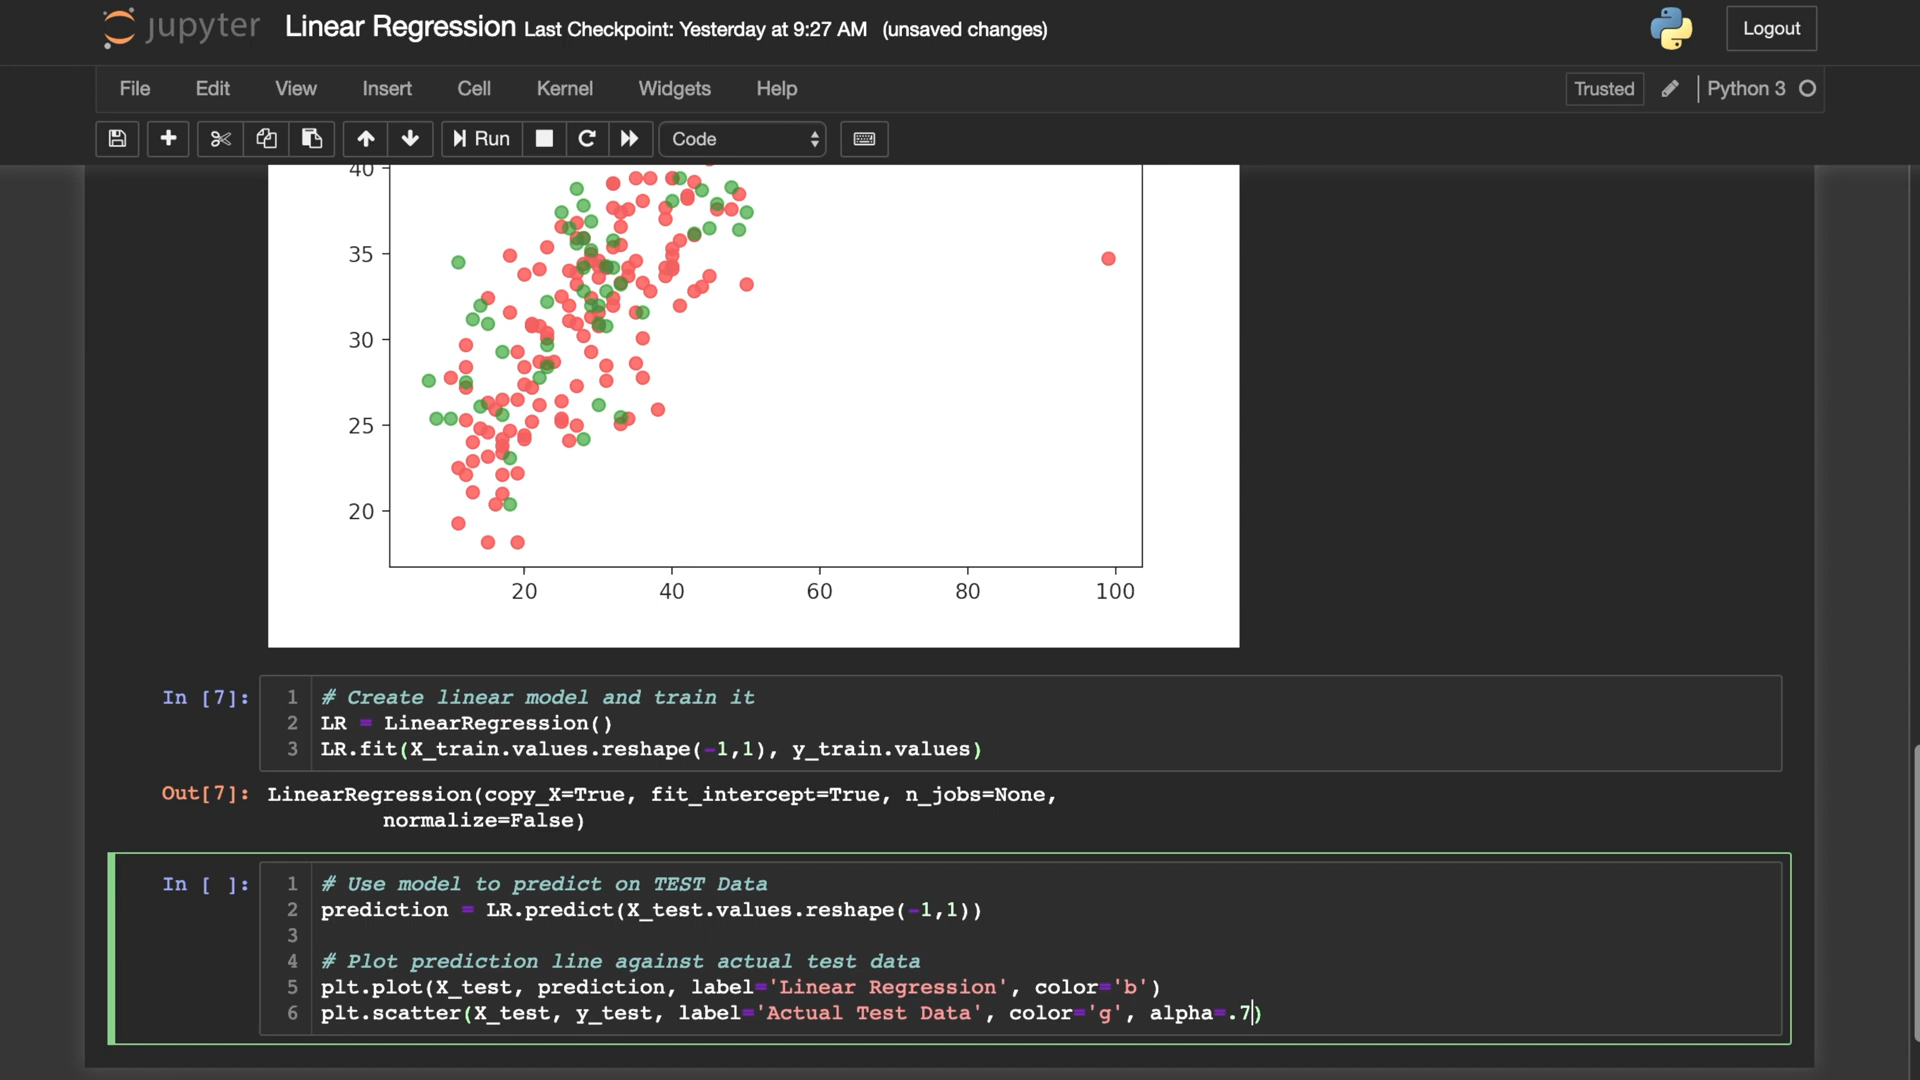 jupyter Linear Regression Last Checkpoint: Yesterday at 9:27 AM (unsaved changes) Logout
File Edit View Insert Cell Kernel Widgets Help Trusted Python 3
Run Code
40
35
30
25
20
20 40 60 80 100
In [7]: 1 # Create linear model and train it
2 LR = LinearRegression()
3 LR.fit(X_train.values.reshape(-1,1), y_train.values)
Out[7]: LinearRegression(copy_X=True, fit_intercept=True, n_jobs=None,
normalize=False)
In [ ]: 1 # Use model to predict on TEST Data
2 prediction = LR.predict(X_test.values.reshape(-1,1))
3
4 # Plot prediction line against actual test data
5 plt.plot(X_test, prediction, label='Linear Regression', color='b')
6 plt.scatter(X_test, y_test, label='Actual Test Data', color='g', alpha=.7)